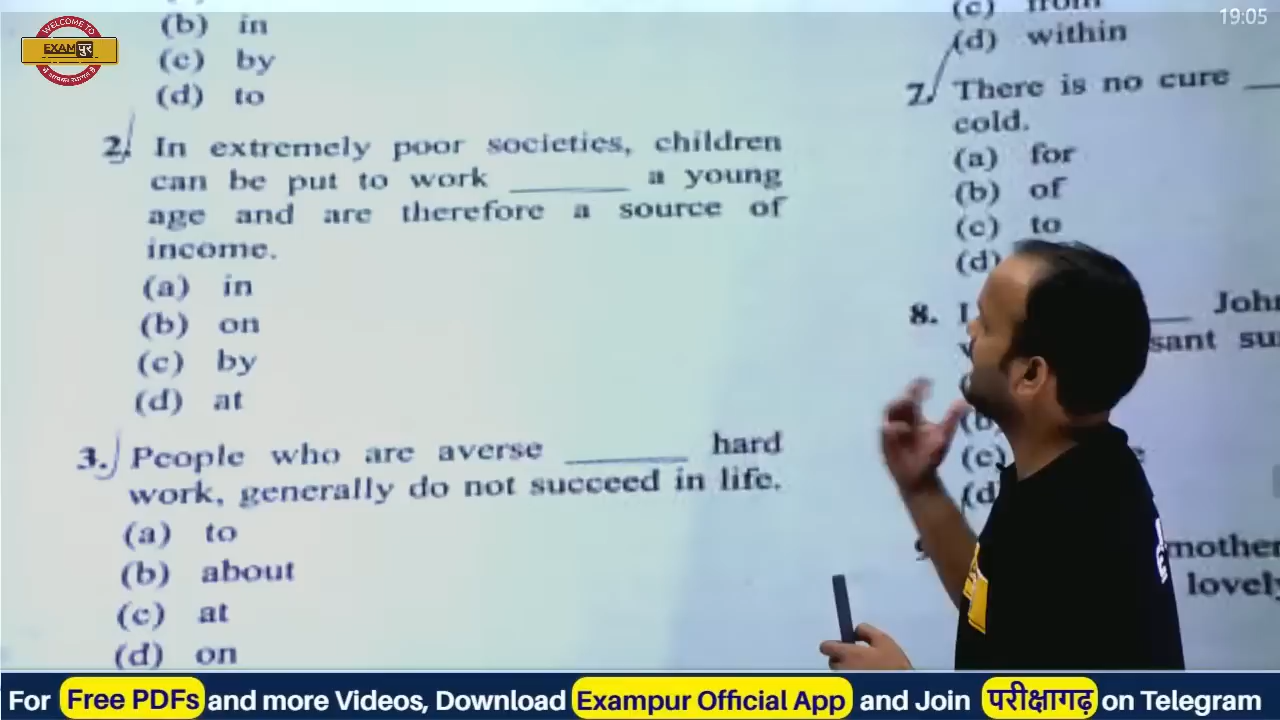 19:05
WELCOME TO
EXAMपुर
(b) in
(c) by
(d) to
2. In extremely poor societies, children
can be put to work ______ a young
age and are therefore a source of
income.
(a) in
(b) on
(c) by
(d) at
3. People who are averse ______ hard
work, generally do not succeed in life.
(a) to
(b) about
(c) at
(d) on
(c) from
(d) within
7. There is no cure
cold.
(a) for
(b) of
(c) to
(d)
8. I ___ John
sant su
(b)
(c)
(d
mother
lovely
For Free PDFs and more Videos, Download Exampur Official App and Join परीक्षागढ़ on Telegram